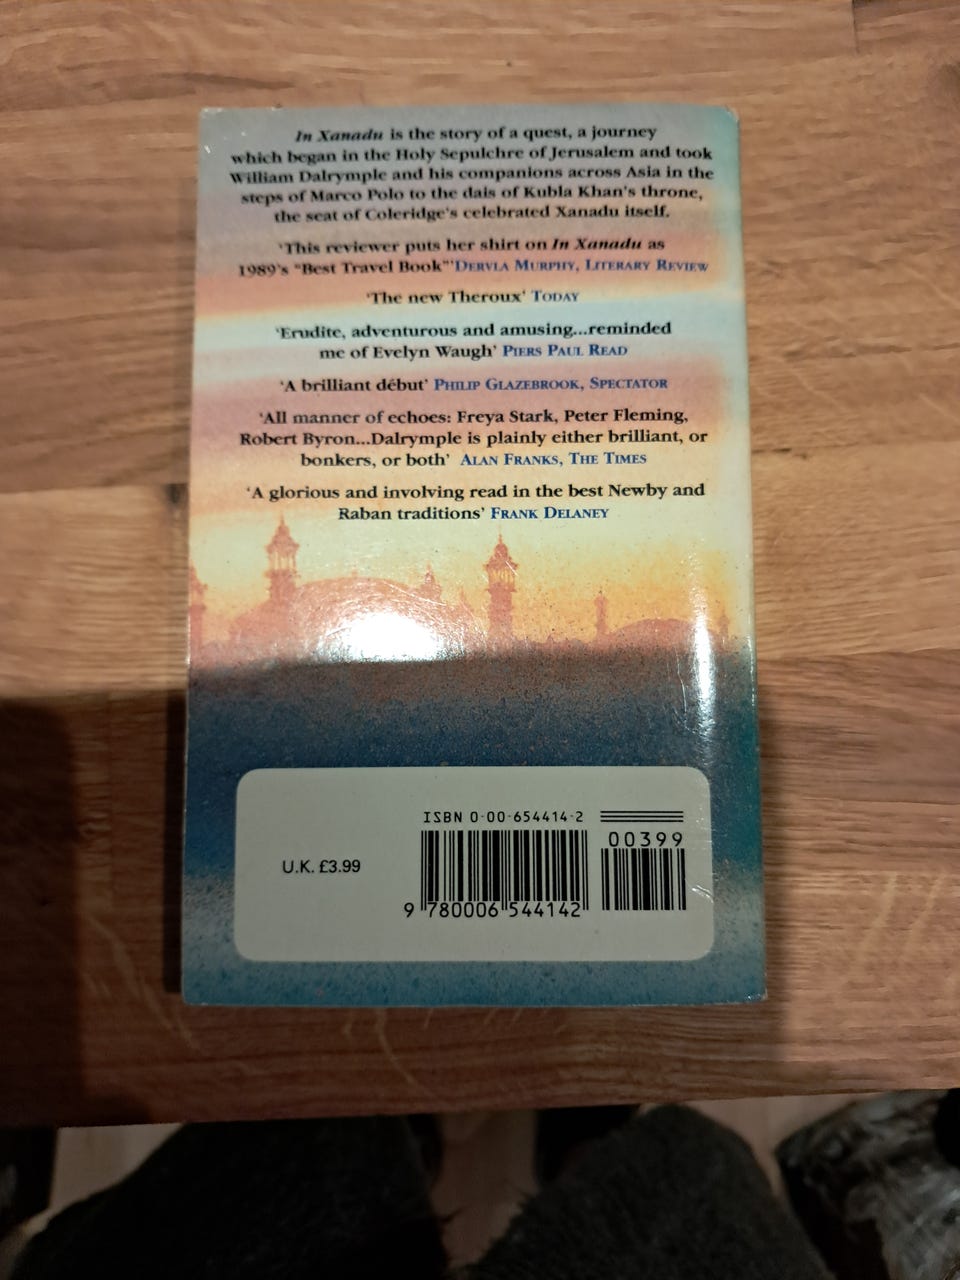 In Xanadu is the story of a quest, a journey
which began in the Holy Sepulchre of Jerusalem and took
William Dalrymple and his companions across Asia in the
steps of Marco Polo to the dais of Kubla Khan's throne,
the seat of Coleridge's celebrated Xanadu itself.
'This reviewer puts her shirt on In Xanadu as
1989's "Best Travel Book"' DERVLA MURPHY, LITERARY REVIEW
'The new Theroux' TODAY
'Erudite, adventurous and amusing...reminded
me of Evelyn Waugh' PIERS PAUL READ
'A brilliant début' PHILIP GLAZEBROOK, SPECTATOR
'All manner of echoes: Freya Stark, Peter Fleming,
Robert Byron...Dalrymple is plainly either brilliant, or
bonkers, or both' ALAN FRANKS, THE TIMES
'A glorious and involving read in the best Newby and
Raban traditions' FRANK DELANEY
ISBN 0-00-654414-2
00399
U.K. £3.99
9 780006 544142